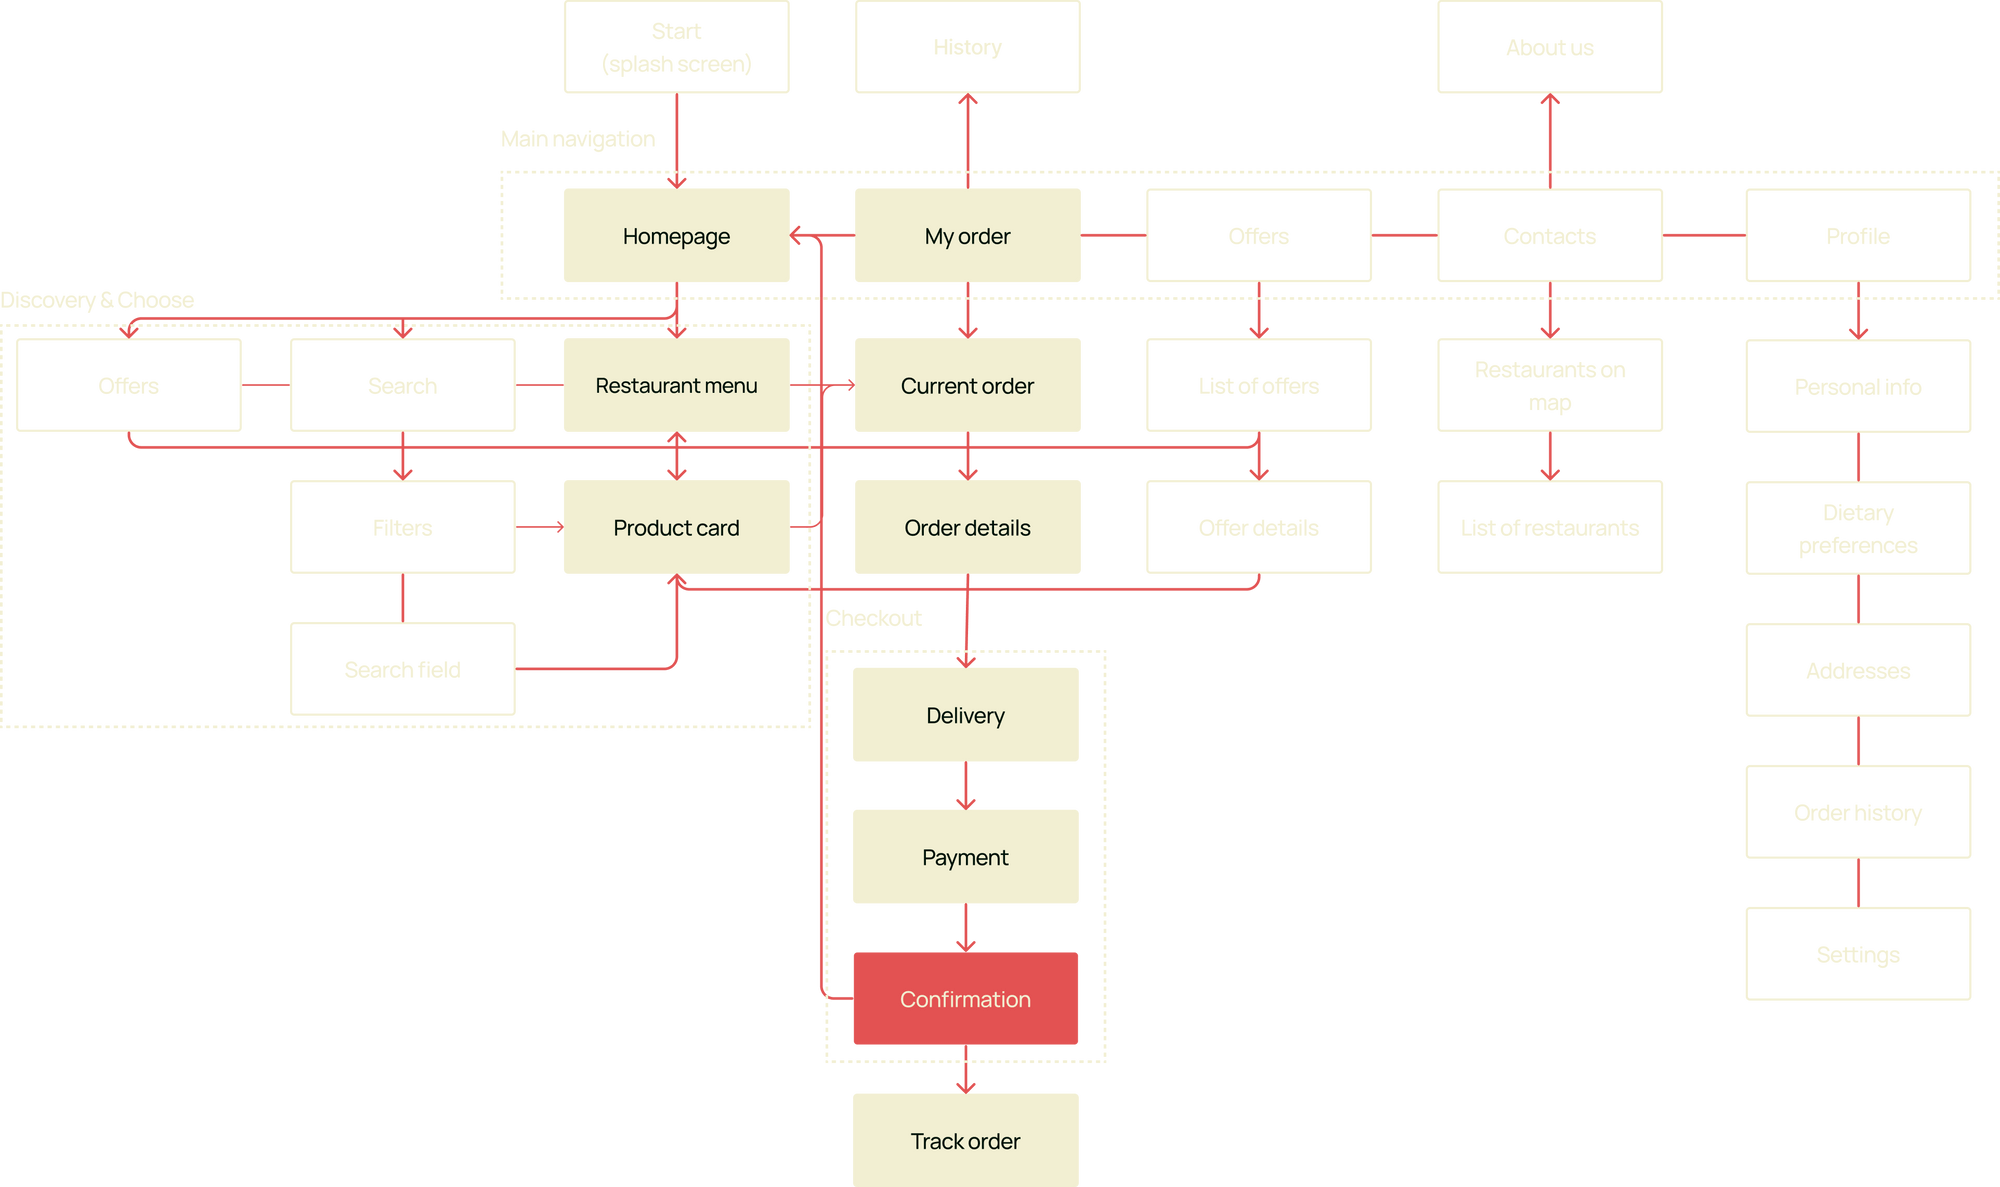 Start
(splash screen)
History
About us
Main navigation
Homepage
My order
Offers
Contacts
Profile
Discovery & Choose
Offers
Search
Restaurant menu
Current order
List of offers
Restaurants on
map
Personal info
Filters
Product card
Order details
Offer details
List of restaurants
Dietary
preferences
Checkout
Search field
Addresses
Delivery
Order history
Payment
Settings
Confirmation
Track order